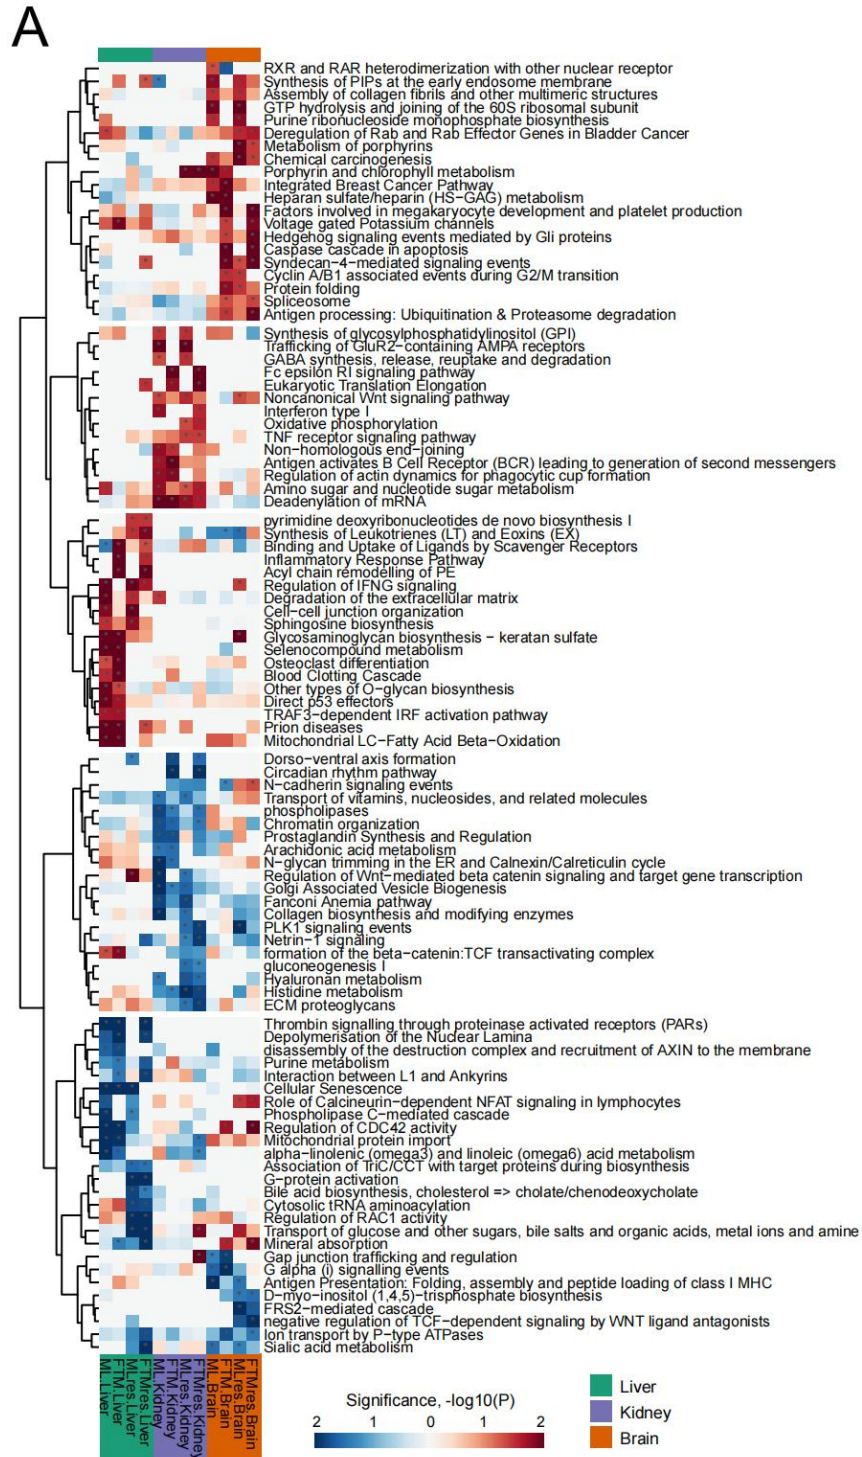 A
RXR and RAR heterodimerization with other nuclear receptor
Synthesis of PIPs at the early endosome membrane
Assembly of collagen fibrils and other multimeric structures
GTP hydrolysis and joining of the 60S ribosomal subunit
Purine ribonucleoside monophosphate biosynthesis
Deregulation of Rab and Rab Effector Genes in Bladder Cancer
Metabolism of porphyrins
Chemical carcinogenesis
Porphyrin and chlorophyll metabolism
Integrated Breast Cancer Pathway
Heparan sulfate/heparin (HS−GAG) metabolism
Factors involved in megakaryocyte development and platelet production
Voltage gated Potassium channels
Hedgehog signaling events mediated by Gli proteins
Caspase cascade in apoptosis
Syndecan−4−mediated signaling events
Cyclin A/B1 associated events during G2/M transition
Protein folding
Spliceosome
Antigen processing: Ubiquitination & Proteasome degradation
Synthesis of glycosylphosphatidylinositol (GPI)
Trafficking of GluR2−containing AMPA receptors
GABA synthesis, release, reuptake and degradation
Fc epsilon RI signaling pathway
Eukaryotic Translation Elongation
Noncanonical Wnt signaling pathway
Interferon type I
Oxidative phosphorylation
TNF receptor signaling pathway
Non−homologous end−joining
Antigen activates B Cell Receptor (BCR) leading to generation of second messengers
Regulation of actin dynamics for phagocytic cup formation
Amino sugar and nucleotide sugar metabolism
Deadenylation of mRNA
pyrimidine deoxyribonucleotides de novo biosynthesis I
Synthesis of Leukotrienes (LT) and Eoxins (EX)
Binding and Uptake of Ligands by Scavenger Receptors
Inflammatory Response Pathway
Acyl chain remodelling of PE
Regulation of IFNG signaling
Degradation of the extracellular matrix
Cell−cell junction organization
Sphingosine biosynthesis
Glycosaminoglycan biosynthesis − keratan sulfate
Selenocompound metabolism
Osteoclast differentiation
Blood Clotting Cascade
Other types of O−glycan biosynthesis
Direct p53 effectors
TRAF3−dependent IRF activation pathway
Prion diseases
Mitochondrial LC−Fatty Acid Beta−Oxidation
Dorso−ventral axis formation
Circadian rhythm pathway
N−cadherin signaling events
Transport of vitamins, nucleosides, and related molecules
phospholipases
Chromatin organization
Prostaglandin Synthesis and Regulation
Arachidonic acid metabolism
N−glycan trimming in the ER and Calnexin/Calreticulin cycle
Regulation of Wnt−mediated beta catenin signaling and target gene transcription
Golgi Associated Vesicle Biogenesis
Fanconi Anemia pathway
Collagen biosynthesis and modifying enzymes
PLK1 signaling events
Netrin−1 signaling
formation of the beta−catenin:TCF transactivating complex
gluconeogenesis I
Hyaluronan metabolism
Histidine metabolism
ECM proteoglycans
Thrombin signalling through proteinase activated receptors (PARs)
Depolymerisation of the Nuclear Lamina
disassembly of the destruction complex and recruitment of AXIN to the membrane
Purine metabolism
Interaction between L1 and Ankyrins
Cellular Senescence
Role of Calcineurin−dependent NFAT signaling in lymphocytes
Phospholipase C−mediated cascade
Regulation of CDC42 activity
Mitochondrial protein import
alpha−linolenic (omega3) and linoleic (omega6) acid metabolism
Association of TriC/CCT with target proteins during biosynthesis
G−protein activation
Bile acid biosynthesis, cholesterol => cholate/chenodeoxycholate
Cytosolic tRNA aminoacylation
Regulation of RAC1 activity
Transport of glucose and other sugars, bile salts and organic acids, metal ions and amine
Mineral absorption
Gap junction trafficking and regulation
G alpha (i) signalling events
Antigen Presentation: Folding, assembly and peptide loading of class I MHC
D−myo−inositol (1,4,5)−trisphosphate biosynthesis
FRS2−mediated cascade
negative regulation of TCF−dependent signaling by WNT ligand antagonists
Ion transport by P−type ATPases
Sialic acid metabolism
ML.Liver
FTM.Liver
MLres.Liver
FTMres.Liver
ML.Kidney
FTM.Kidney
MLres.Kidney
FTMres.Kidney
ML.Brain
FTM.Brain
MLres.Brain
FTMres.Brain
Significance, -log10(P)
2 1 0 1 2
Liver
Kidney
Brain